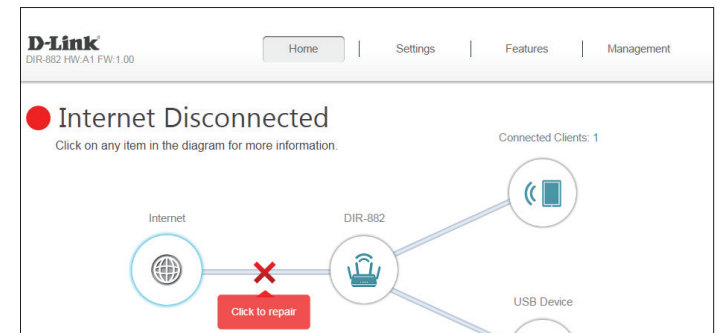 D-Link
DIR-882 HW:A1 FW:1.00
Home
Settings
Features
Management
Internet Disconnected
Click on any item in the diagram for more information.
Connected Clients: 1
Internet
DIR-882
Click to repair
USB Device